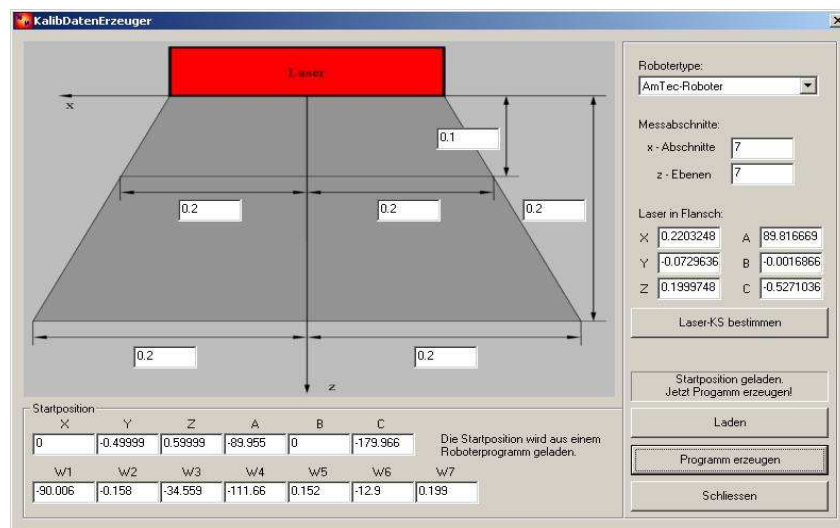 KalibDatenErzeuger
Laser
x
0.1
0.2
0.2
0.2
0.2
0.2
z
Robotertype:
AmTec-Roboter
Messabschnitte:
x - Abschnitte 7
z - Ebenen 7
Laser in Flansch:
X 0.2203248 A 89.816669
Y -0.0729636 B -0.0016866
Z 0.1999748 C -0.5271036
Laser-KS bestimmen
Startposition geladen.
Jetzt Progamm erzeugen!
Laden
Programm erzeugen
Schliessen
Startposition
X Y Z A B C
0 -0.49999 0.59999 -89.955 0 -179.966
Die Startposition wird aus einem
Roboterprogramm geladen.
W1 W2 W3 W4 W5 W6 W7
-90.006 -0.158 -34.559 -111.66 0.152 -12.9 0.199